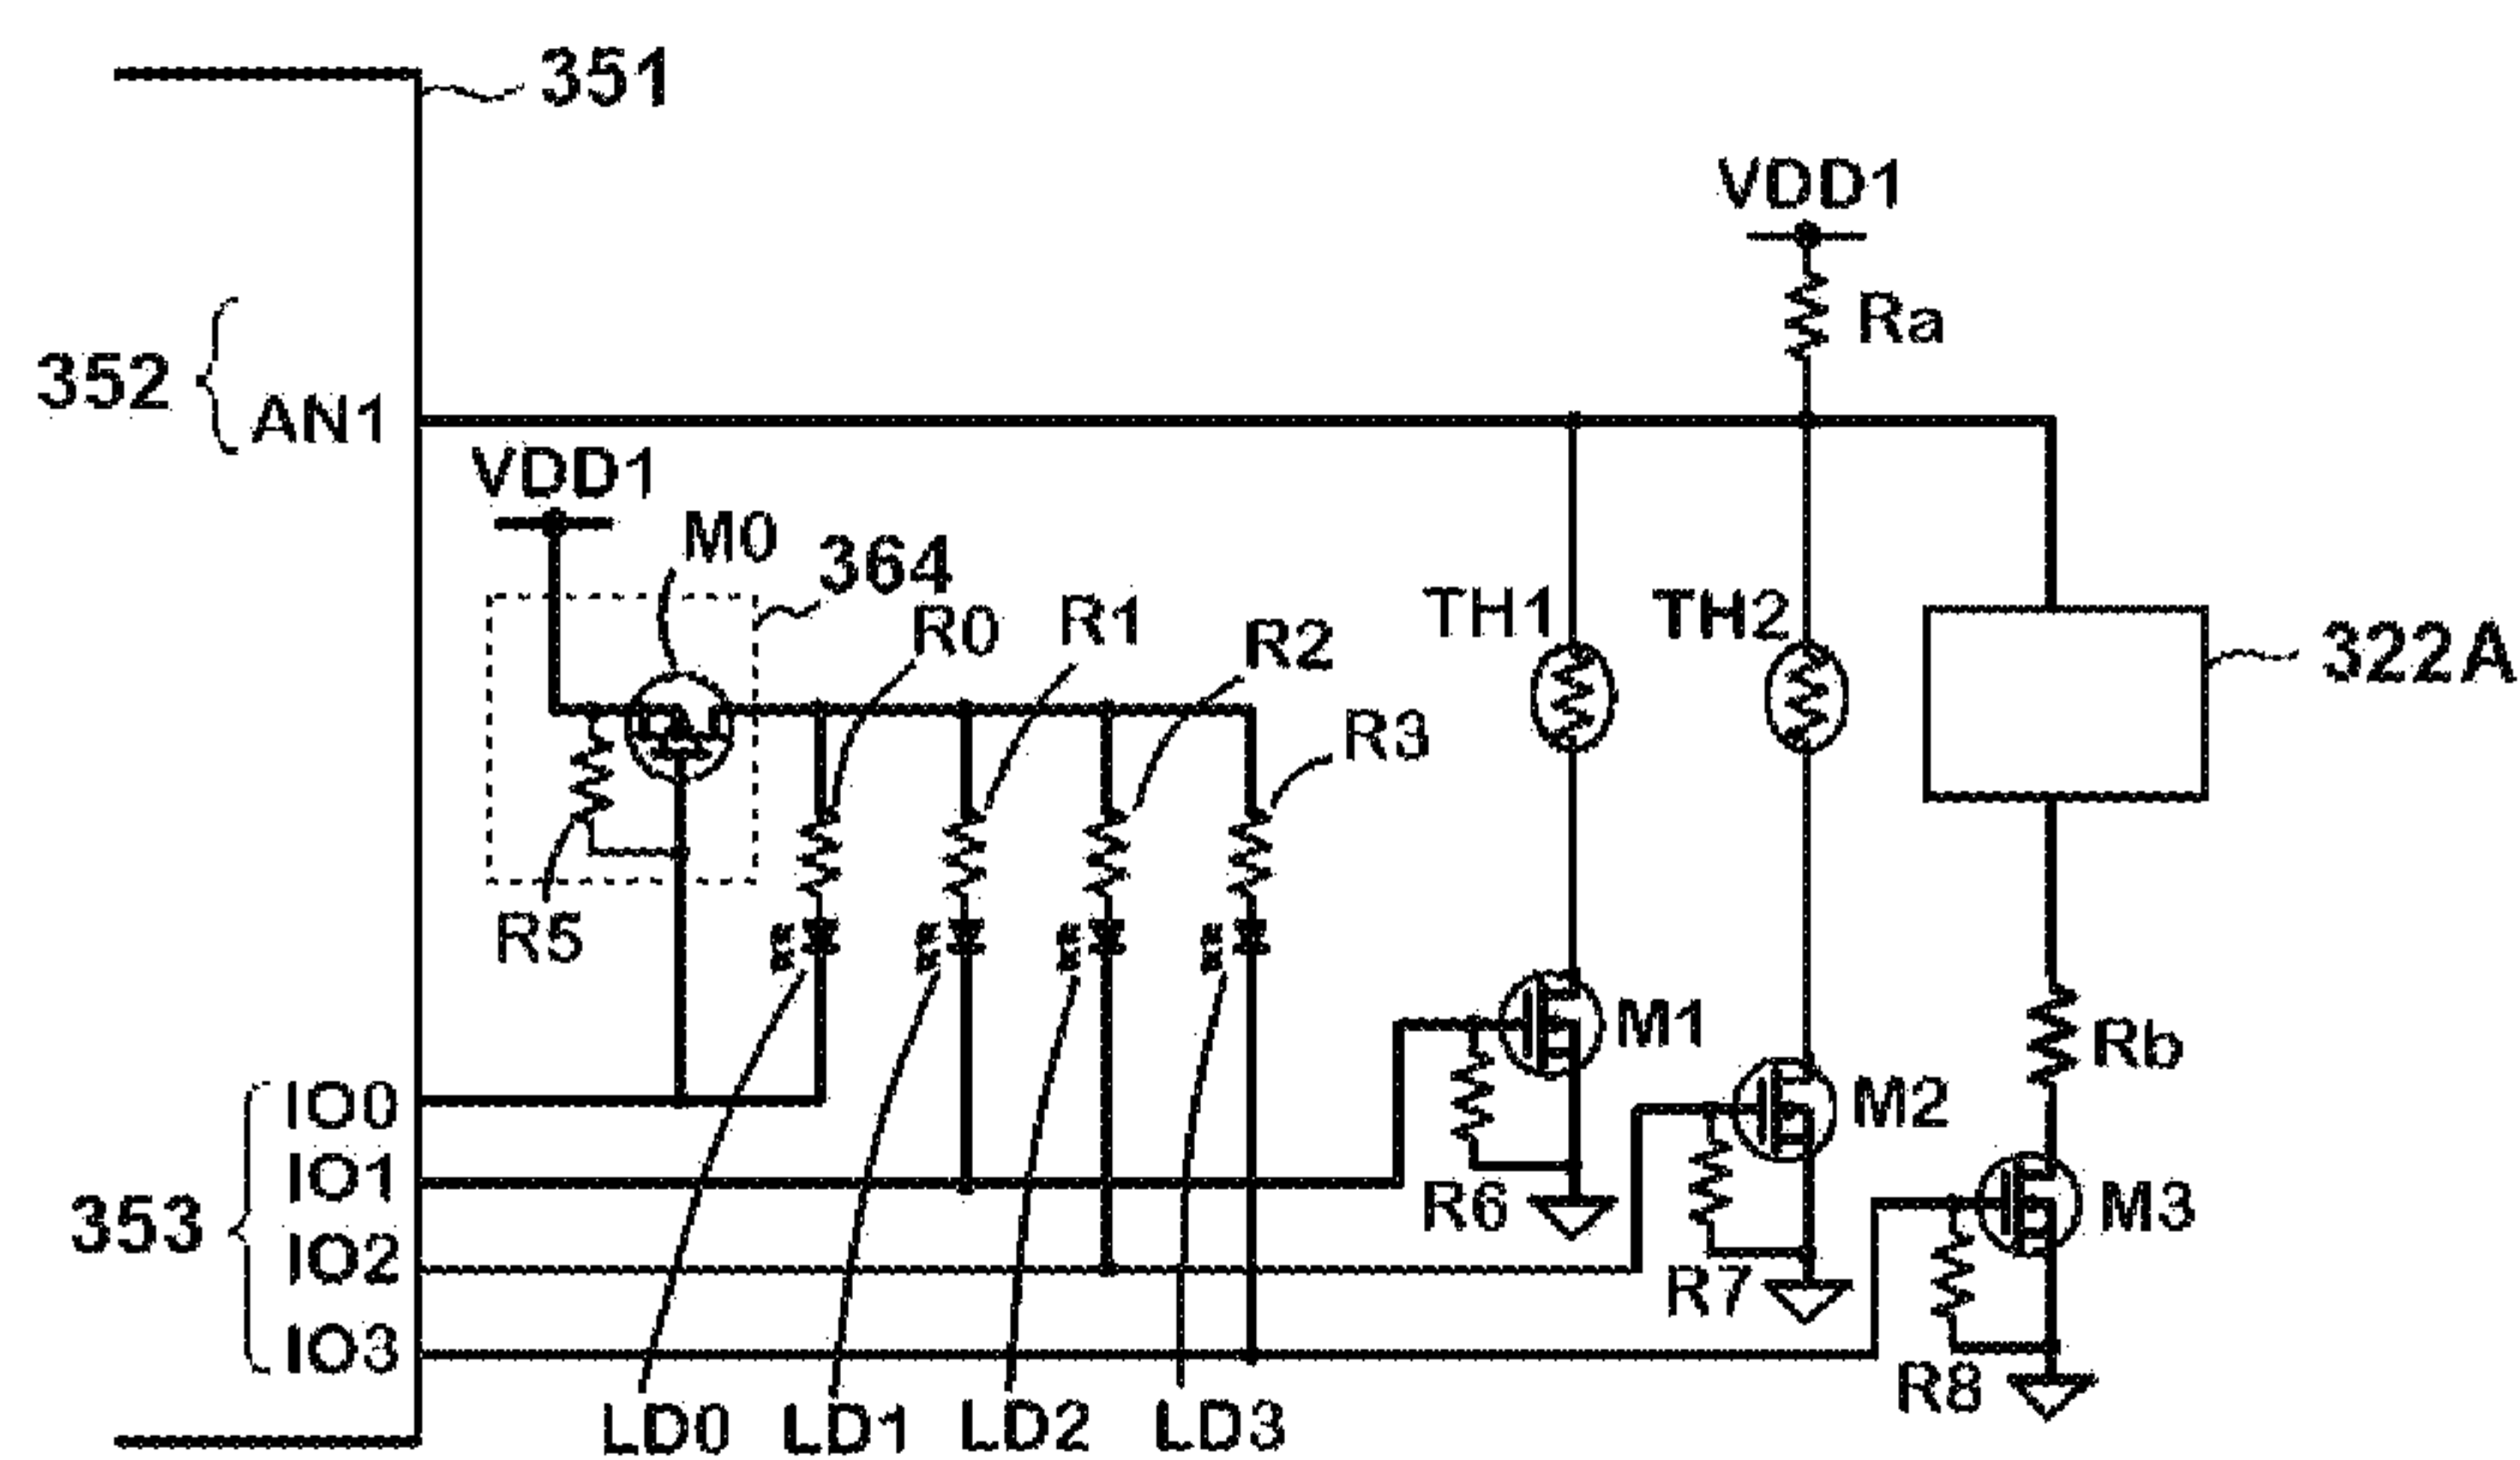 351
VDD1
Ra
352
AN1
VDD1
M0
364
R0
R1
R2
R3
TH1
TH2
322A
R5
M1
Rb
M2
M3
353
IO0
IO1
IO2
IO3
R6
R7
R8
LD0
LD1
LD2
LD3